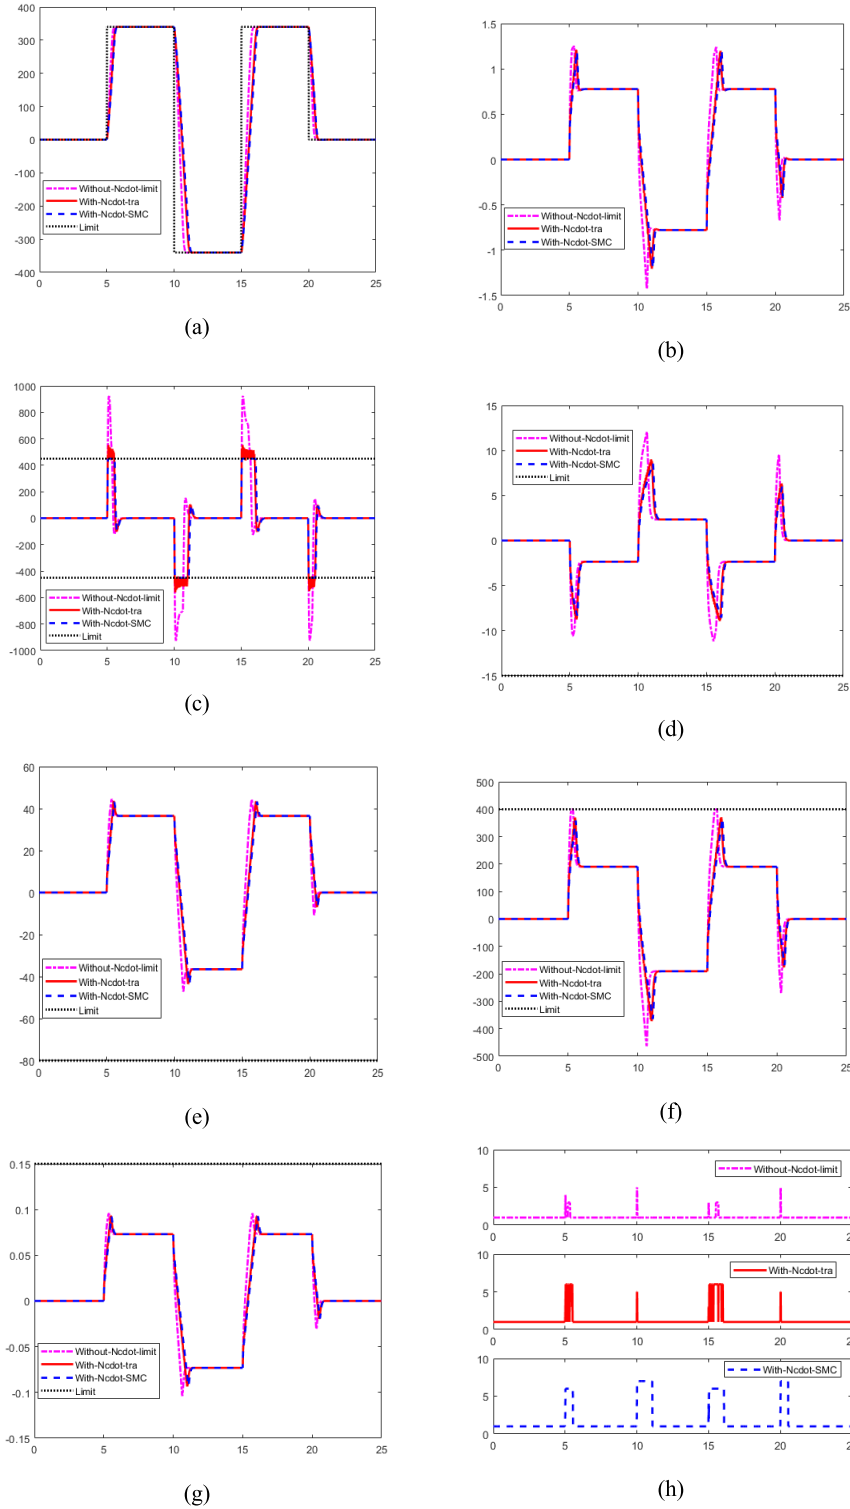 400
300
200
100
0
-100
-200
-300
-400
Without-Ncdot-limit
With-Ncdot-tra
With-Ncdot-SMC
Limit
0 5 10 15 20 25
(a)
1.5
1
0.5
0
-0.5
-1
-1.5
Without-Ncdot-limit
With-Ncdot-tra
With-Ncdot-SMC
0 5 10 15 20 25
(b)
1000
800
600
400
200
0
-200
-400
-600
-800
-1000
Without-Ncdot-limit
With-Ncdot-tra
With-Ncdot-SMC
Limit
0 5 10 15 20 25
(c)
15
10
5
0
-5
-10
-15
Without-Ncdot-limit
With-Ncdot-tra
With-Ncdot-SMC
Limit
0 5 10 15 20 25
(d)
60
40
20
0
-20
-40
-60
-80
Without-Ncdot-limit
With-Ncdot-tra
With-Ncdot-SMC
Limit
0 5 10 15 20 25
(e)
500
400
300
200
100
0
-100
-200
-300
-400
-500
Without-Ncdot-limit
With-Ncdot-tra
With-Ncdot-SMC
Limit
0 5 10 15 20 25
(f)
0.15
0.1
0.05
0
-0.05
-0.1
-0.15
Without-Ncdot-limit
With-Ncdot-tra
With-Ncdot-SMC
Limit
0 5 10 15 20 25
(g)
10
5
0
Without-Ncdot-limit
0 5 10 15 20 25
10
5
0
With-Ncdot-tra
0 5 10 15 20 25
10
5
0
With-Ncdot-SMC
0 5 10 15 20 25
(h)